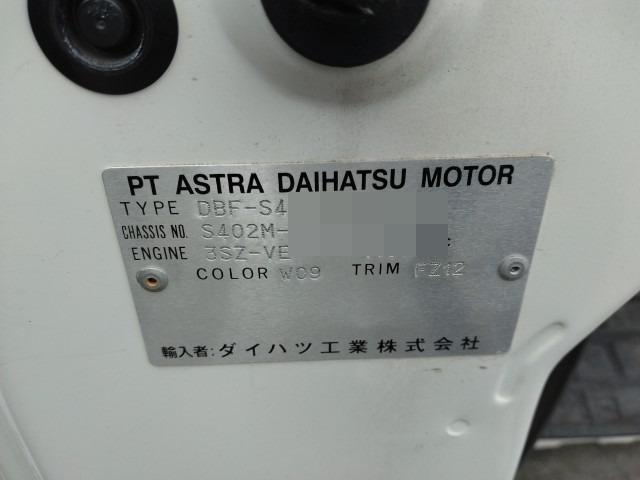 PT ASTRA DAIHATSU MOTOR
TYPE DBF-S4
CHASSIS NO. S402M-
ENGINE 3SZ-VE
COLOR W09 TRIM FZ12
輸入者:ダイハツ工業株式会社